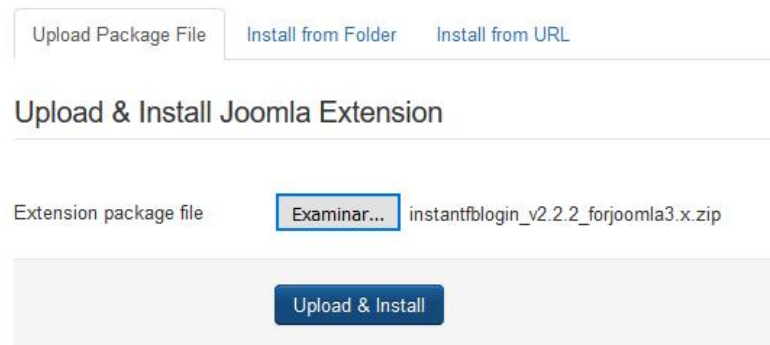 Upload Package File Install from Folder Install from URL
Upload & Install Joomla Extension
Extension package file Examinar... instantfblogin_v2.2.2_forjoomla3.x.zip
Upload & Install